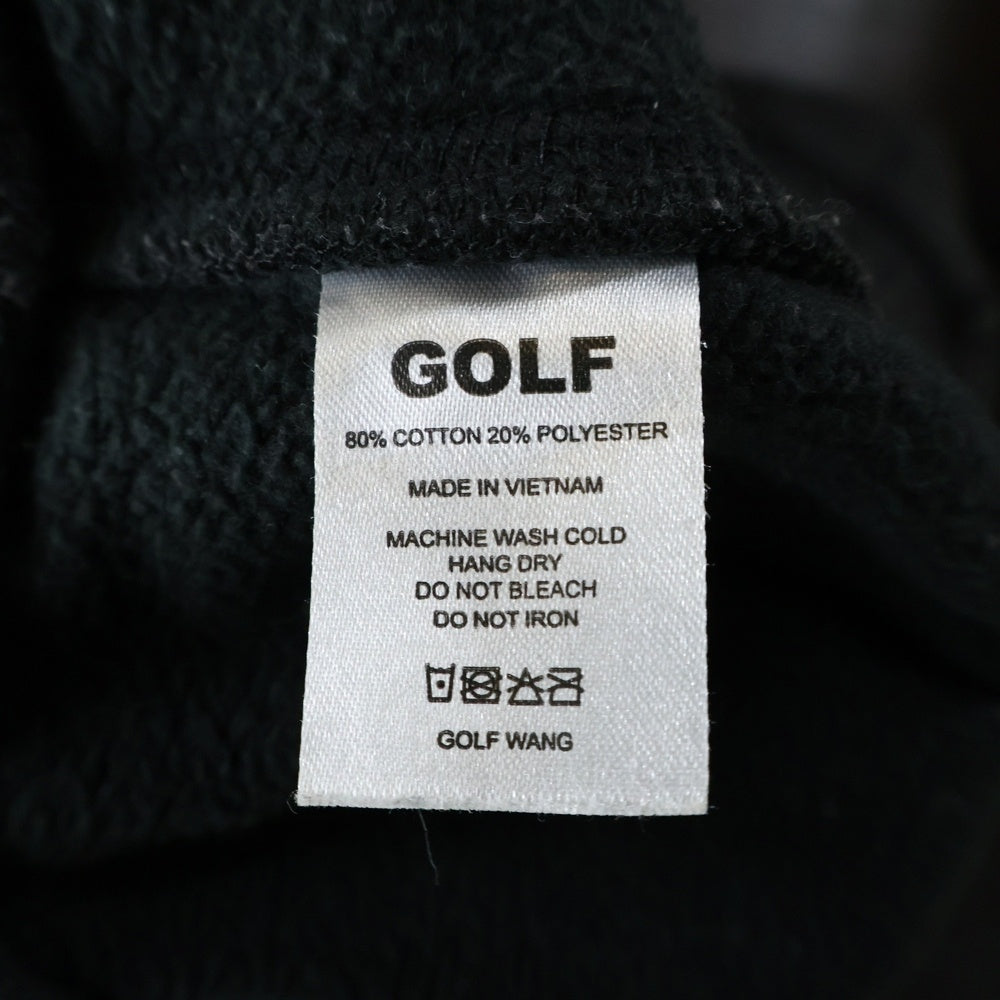 GOLF
80% COTTON 20% POLYESTER
MADE IN VIETNAM
MACHINE WASH COLD
HANG DRY
DO NOT BLEACH
DO NOT IRON
GOLF WANG